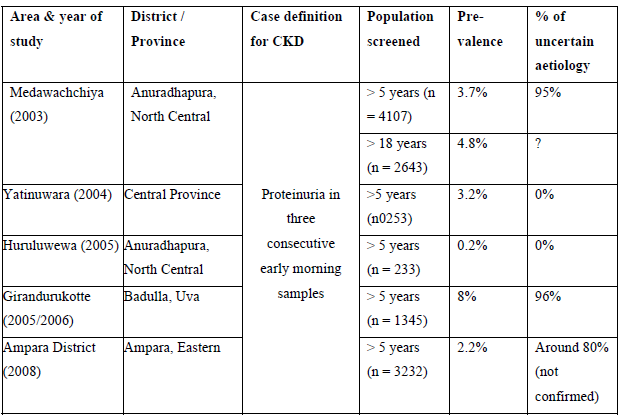 Area & year of study
District / Province
Case definition for CKD
Population screened
Pre-valence
% of uncertain aetiology
Medawachchiya (2003)
Anuradhapura, North Central
Proteinuria in three consecutive early morning samples
> 5 years (n = 4107)
3.7%
95%
> 18 years (n = 2643)
4.8%
?
Yatinuwara (2004)
Central Province
>5 years (n0253)
3.2%
0%
Huruluwewa (2005)
Anuradhapura, North Central
> 5 years (n = 233)
0.2%
0%
Girandurukotte (2005/2006)
Badulla, Uva
> 5 years (n = 1345)
8%
96%
Ampara District (2008)
Ampara, Eastern
> 5 years (n = 3232)
2.2%
Around 80% (not confirmed)